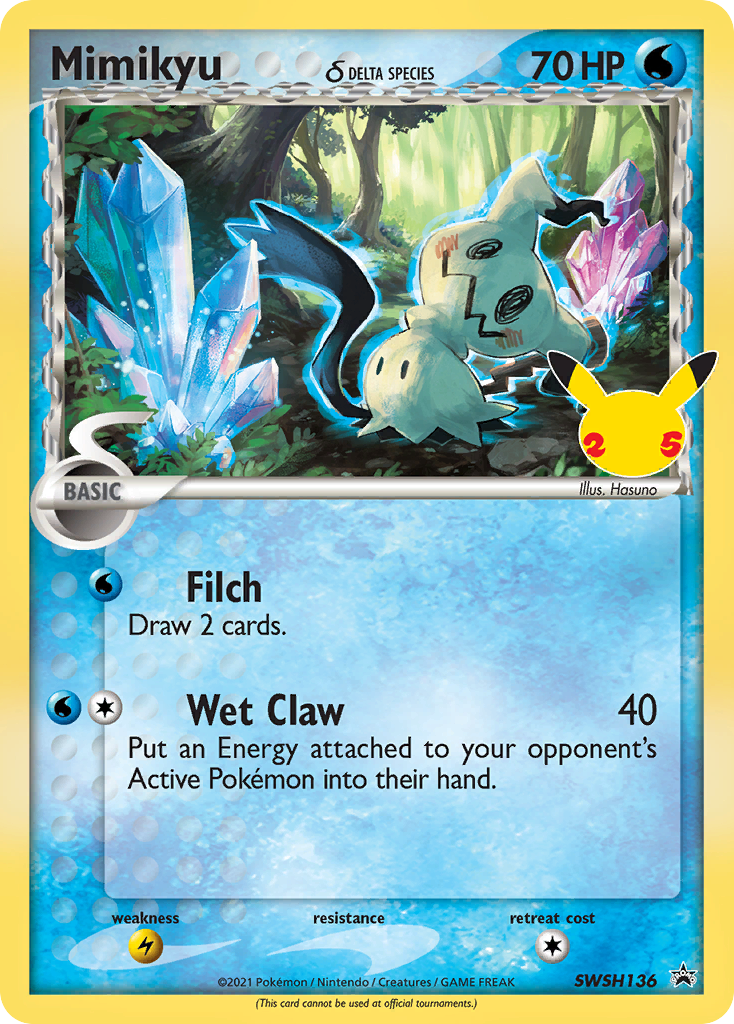 Mimikyu δ DELTA SPECIES 70 HP
25
BASIC
Illus. Hasuno
Filch
Draw 2 cards.
Wet Claw 40
Put an Energy attached to your opponent's
Active Pokémon into their hand.
weakness resistance retreat cost
©2021 Pokémon / Nintendo / Creatures / GAME FREAK SWSH136 PROMO
(This card cannot be used at official tournaments.)